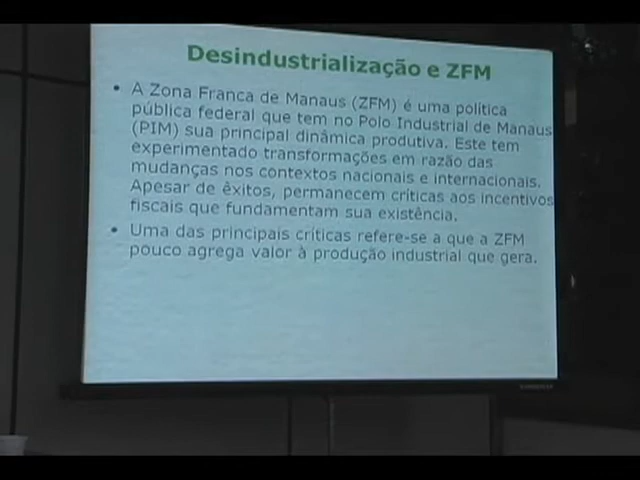 Desindustrialização e ZFM
• A Zona Franca de Manaus (ZFM) é uma política
pública federal que tem no Polo Industrial de Manaus
(PIM) sua principal dinâmica produtiva. Este tem
experimentado transformações em razão das
mudanças nos contextos nacionais e internacionais.
Apesar de êxitos, permanecem críticas aos incentivos
fiscais que fundamentam sua existência.
• Uma das principais críticas refere-se a que a ZFM
pouco agrega valor à produção industrial que gera.